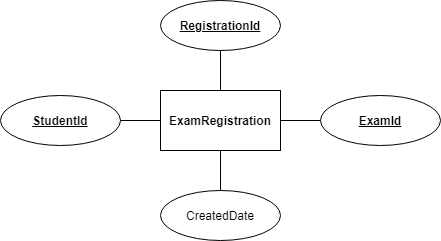 RegistrationId
StudentId
ExamRegistration
ExamId
CreatedDate